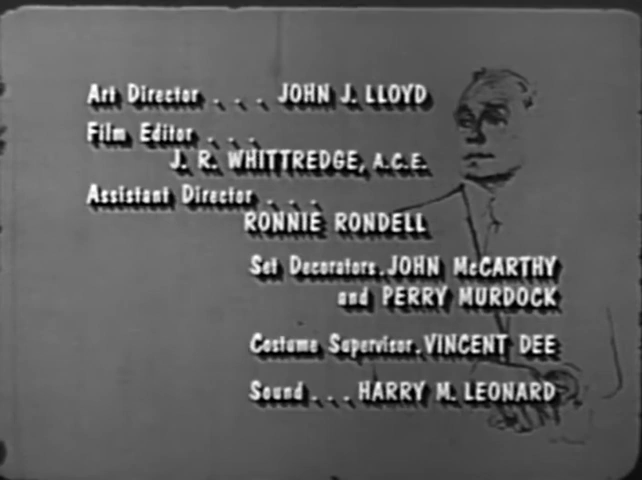 Art Director . . . JOHN J. LLOYD
Film Editor . . .
J. R. WHITTREDGE, A.C.E.
Assistant Director . . .
RONNIE RONDELL
Set Decorators. JOHN McCARTHY
and PERRY MURDOCK
Costume Supervisor. VINCENT DEE
Sound . . . HARRY M. LEONARD